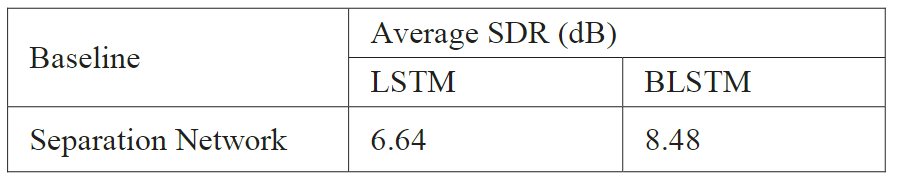 Baseline
Average SDR (dB)
LSTM BLSTM
Separation Network 6.64 8.48